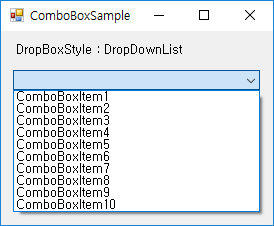 ComboBoxSample
DropBoxStyle : DropDownList
ComboBoxItem1
ComboBoxItem2
ComboBoxItem3
ComboBoxItem4
ComboBoxItem5
ComboBoxItem6
ComboBoxItem7
ComboBoxItem8
ComboBoxItem9
ComboBoxItem10